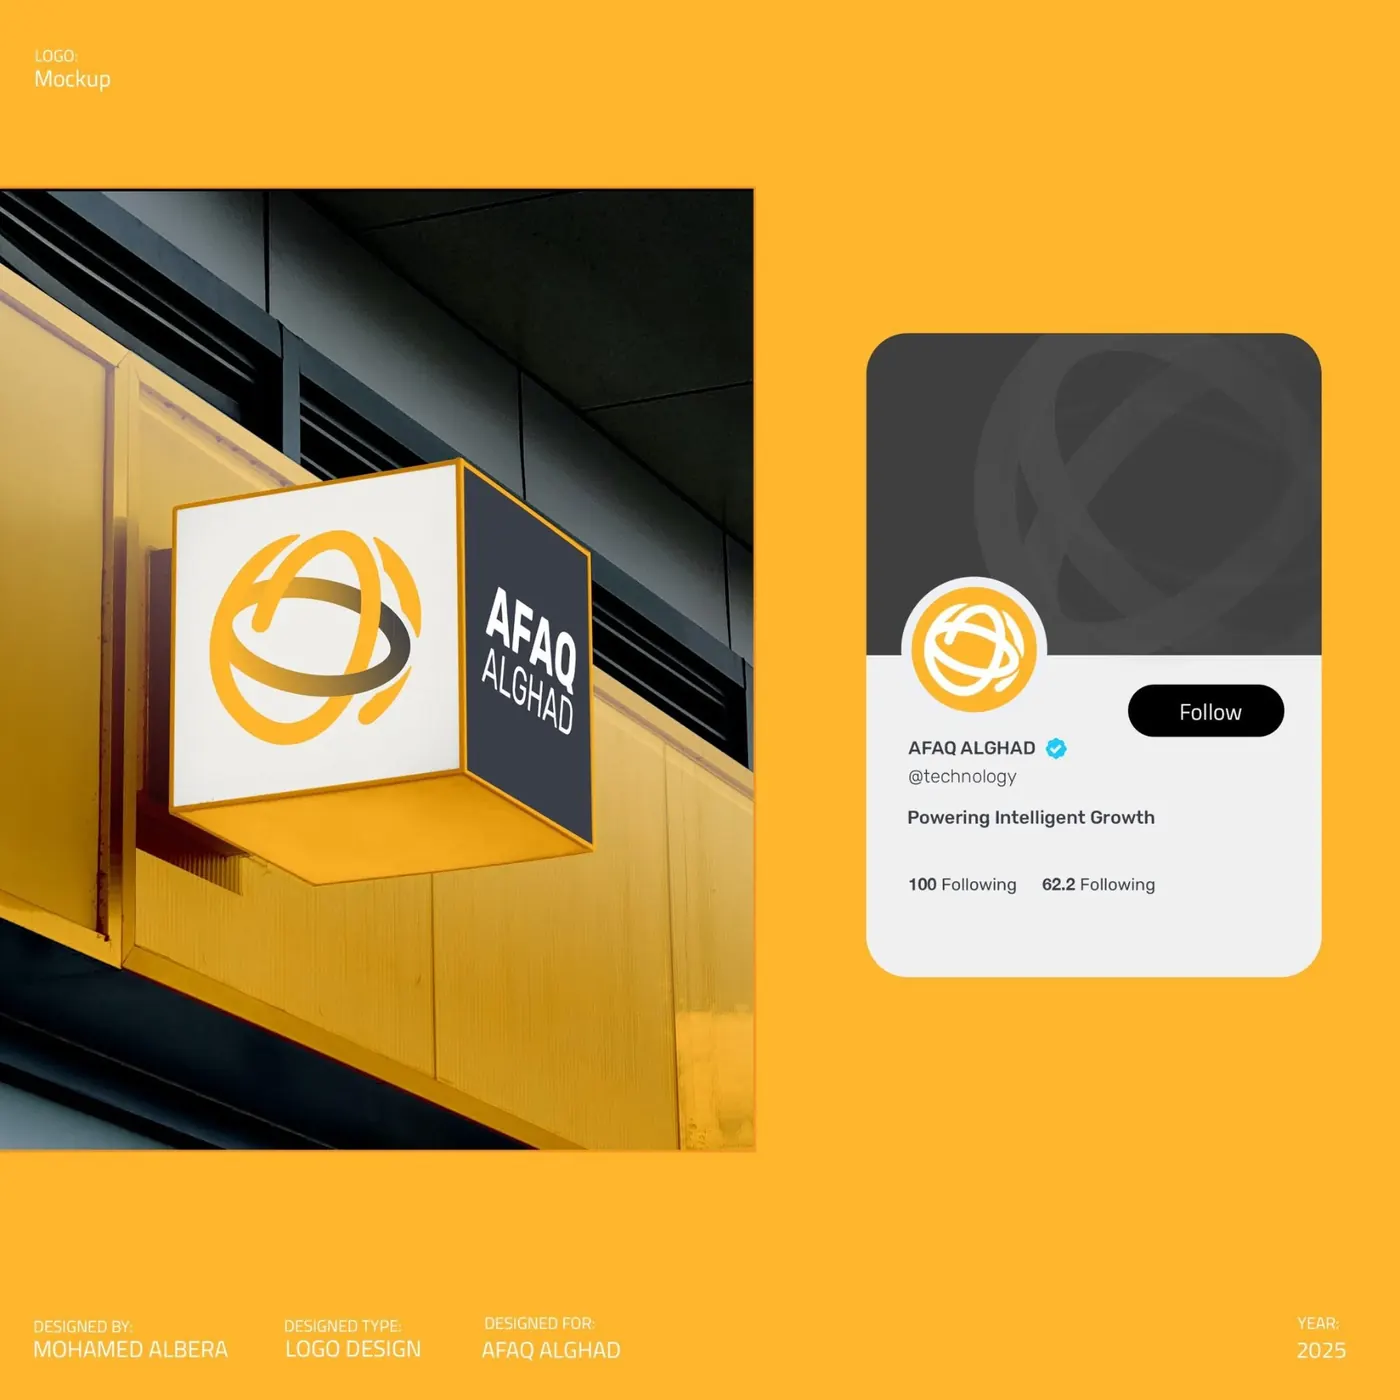 LOGO:
Mockup
AFAQ
ALGHAD
Follow
AFAQ ALGHAD
@technology
Powering Intelligent Growth
100 Following 62.2 Following
DESIGNED BY:
MOHAMED ALBERA
DESIGNED TYPE:
LOGO DESIGN
DESIGNED FOR:
AFAQ ALGHAD
YEAR:
2025